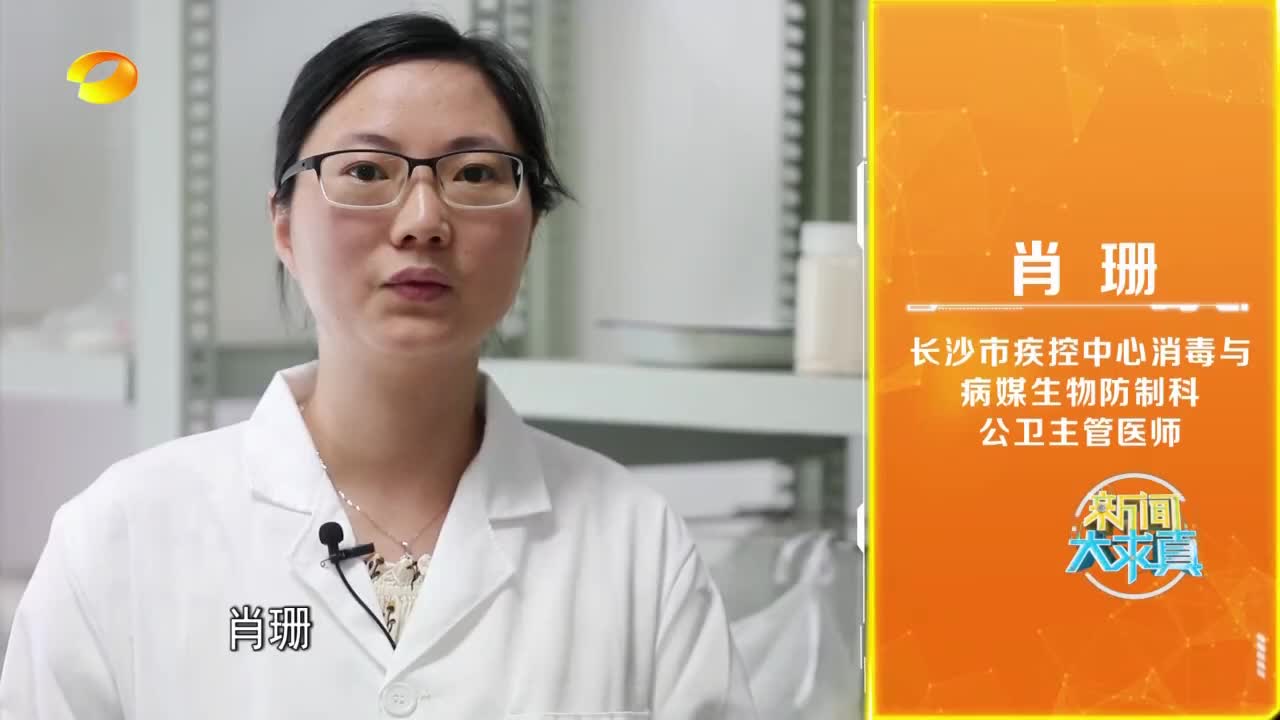 肖珊
长沙市疾控中心消毒与
病媒生物防制科
公卫主管医师
新闻
大求真
肖珊